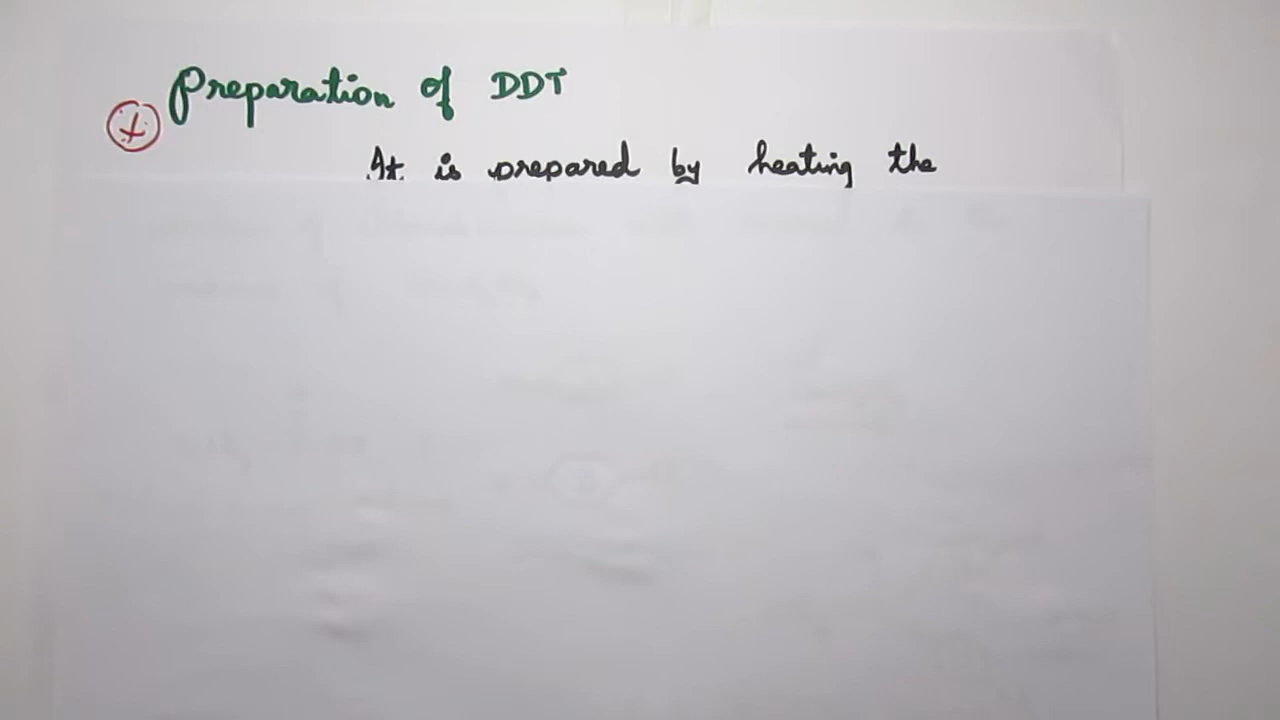 Preparation of DDT
It is prepared by heating the